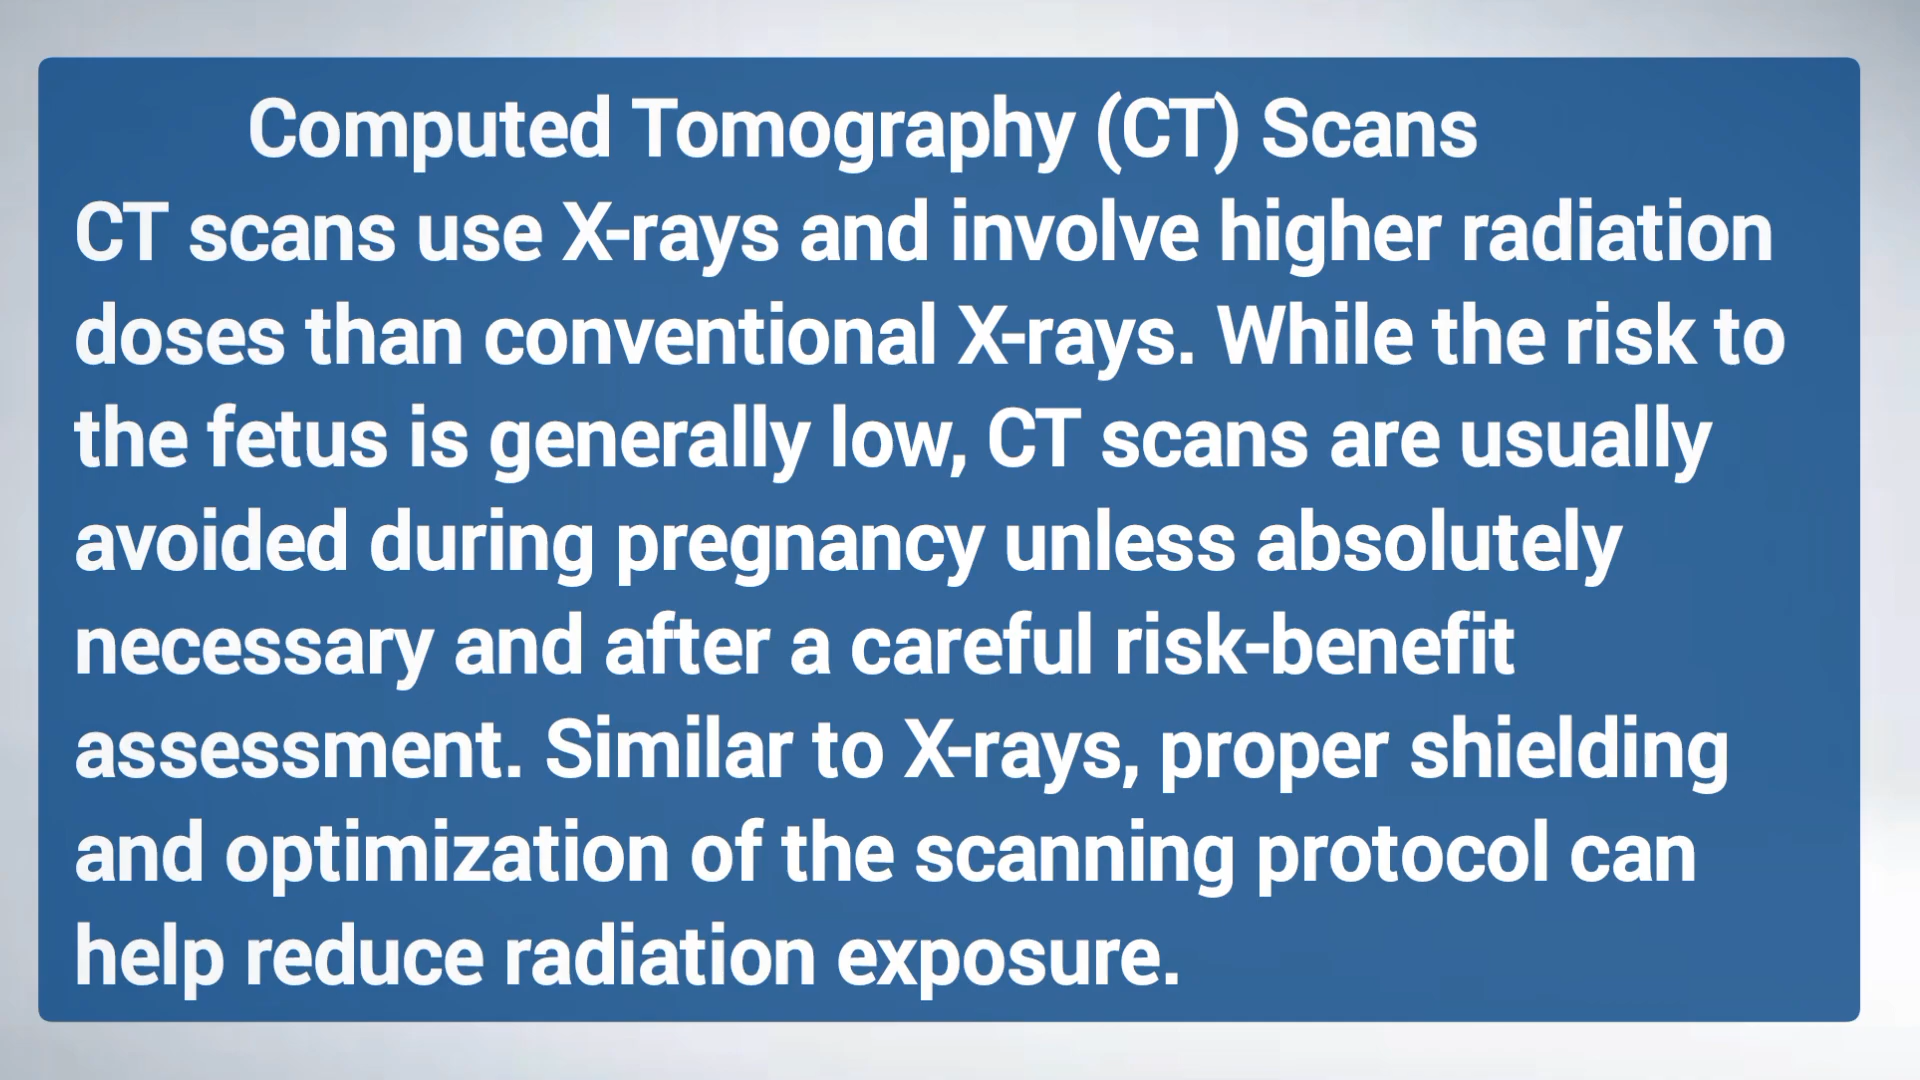 Computed Tomography (CT) Scans
CT scans use X-rays and involve higher radiation
doses than conventional X-rays. While the risk to
the fetus is generally low, CT scans are usually
avoided during pregnancy unless absolutely
necessary and after a careful risk-benefit
assessment. Similar to X-rays, proper shielding
and optimization of the scanning protocol can
help reduce radiation exposure.